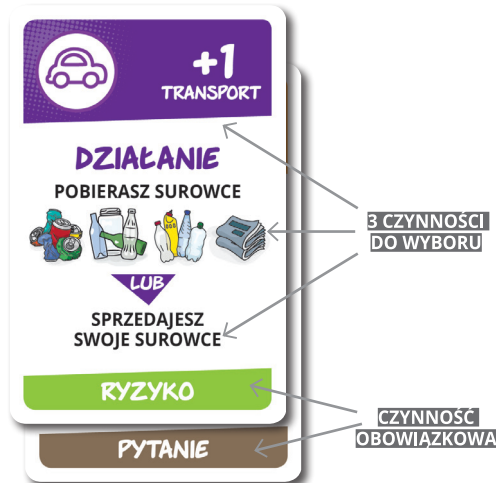 +1
TRANSPORT
DZIAŁANIE
POBIERASZ SUROWCE
LUB
SPRZEDAJESZ
SWOJE SUROWCE
RYZYKO
PYTANIE
3 CZYNNOŚCI
DO WYBORU
CZYNNOŚĆ
OBOWIĄZKOWA